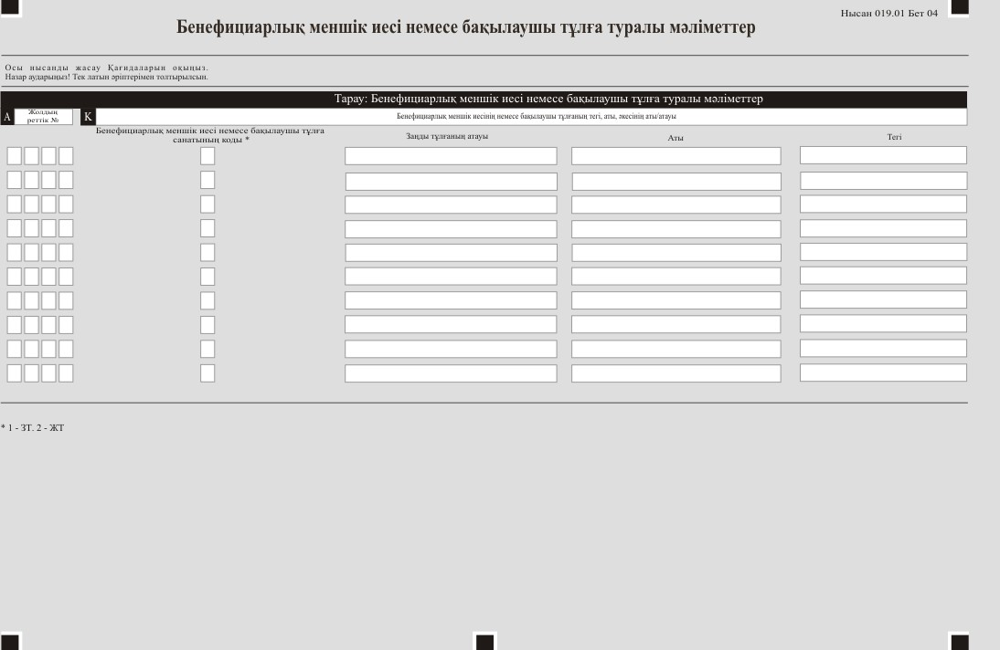 Нысан 019.01 Бет 04
Бенефициарлық меншік иесі немесе бақылаушы тұлға туралы мәліметтер
Осы нысанды жасау Қағидаларын оқыңыз.
Назар аударыңыз! Тек латын әріптерімен толтырылсын.
Тарау: Бенефициарлық меншік иесі немесе бақылаушы тұлға туралы мәліметтер
A
Жолдың
реттік №
K
Бенефициарлық меншік иесінің немесе бақылаушы тұлғаның тегі, аты, әкесінің аты/атауы
Бенефициарлық меншік иесі немесе бақылаушы тұлға
санатының коды *
Заңды тұлғаның атауы
Аты
Тегі
* 1 - ЗТ. 2 - ЖТ